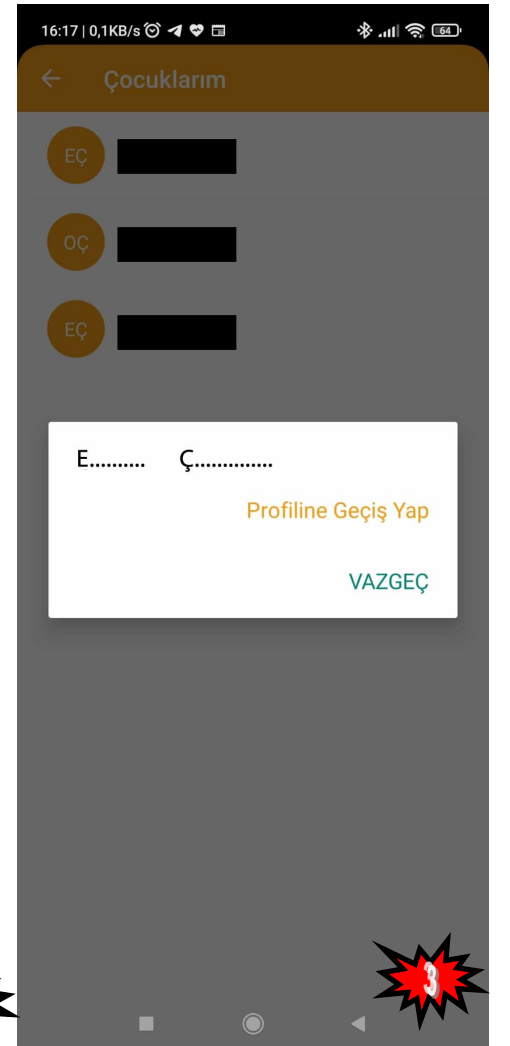 16:17 | 0,1KB/s
64
Çocuklarım
EÇ
OÇ
EÇ
E.......... Ç..............
Profiline Geçiş Yap
VAZGEÇ
3